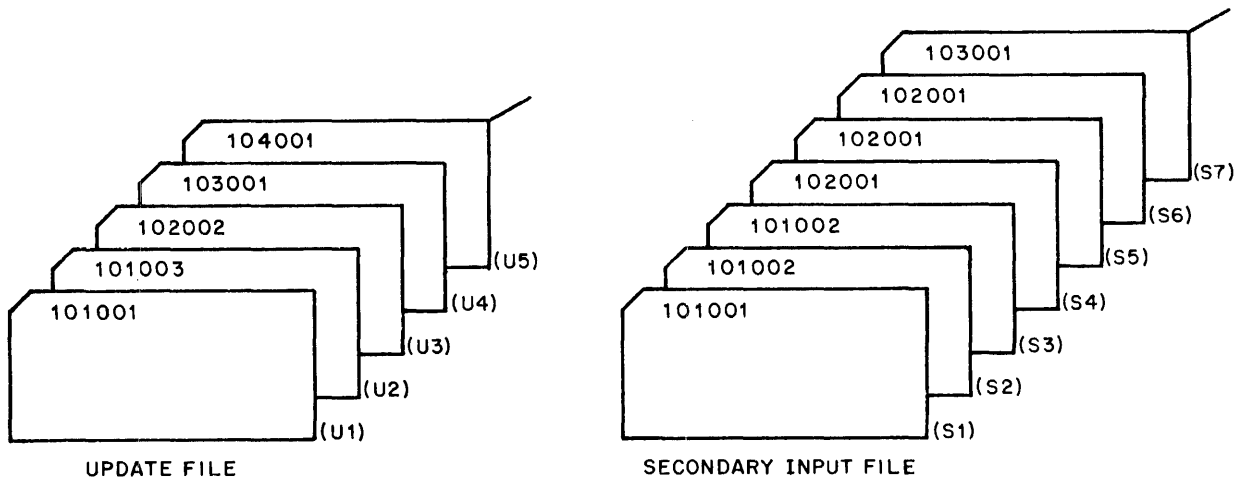 104001
103001
102002
101003
101001
(U5)
(U4)
(U3)
(U2)
(U1)
UPDATE FILE
103001
102001
102001
102001
101002
101002
101001
(S7)
(S6)
(S5)
(S4)
(S3)
(S2)
(S1)
SECONDARY INPUT FILE